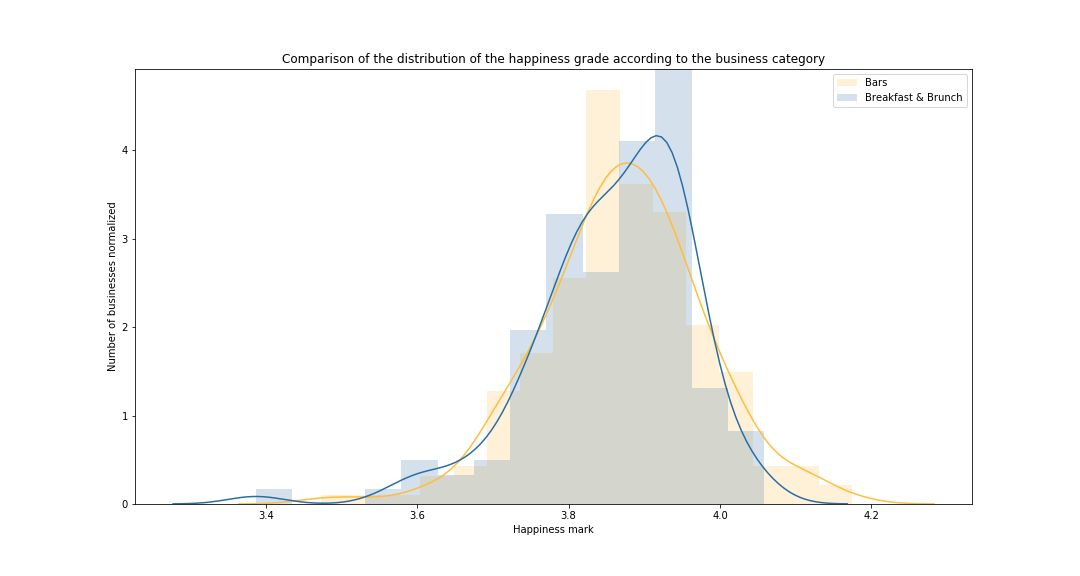 Comparison of the distribution of the happiness grade according to the business category
Bars
Breakfast & Brunch
Number of businesses normalized
4
3
2
1
0
3.4 3.6 3.8 4.0 4.2
Happiness mark